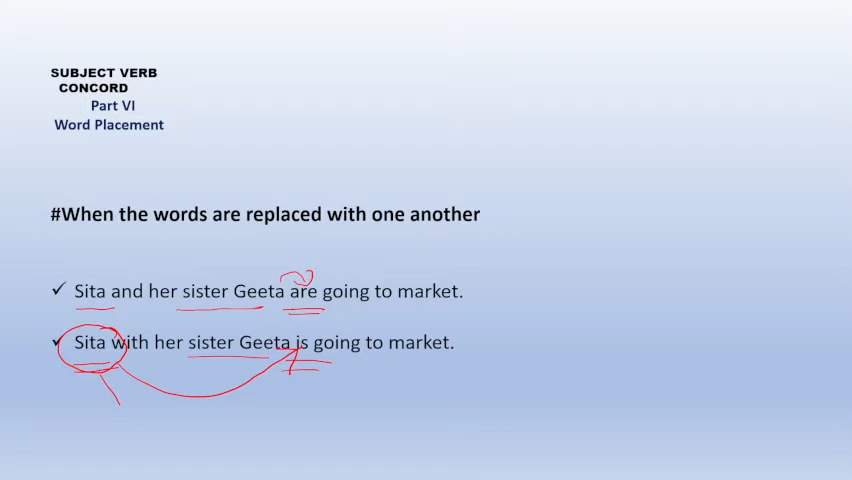 SUBJECT VERB
CONCORD
Part VI
Word Placement
#When the words are replaced with one another
✓ Sita and her sister Geeta are going to market.
✓ Sita with her sister Geeta is going to market.